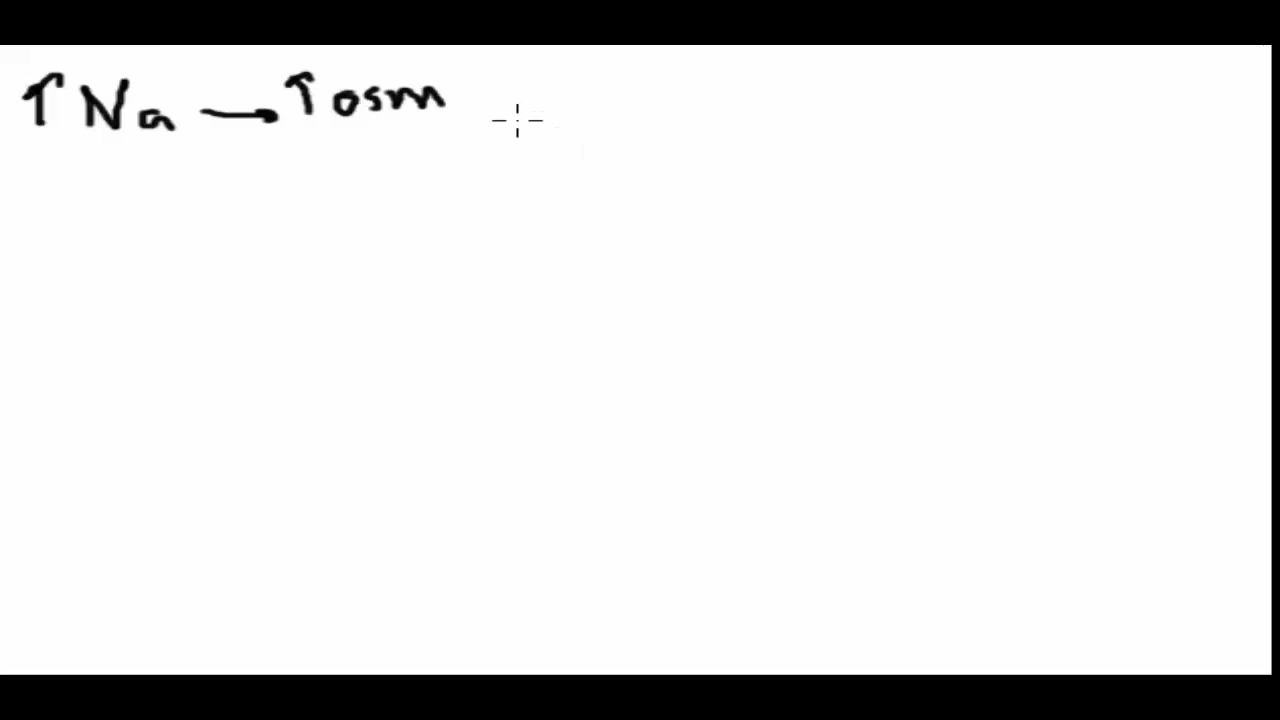 ↑ Na → ↑ osm